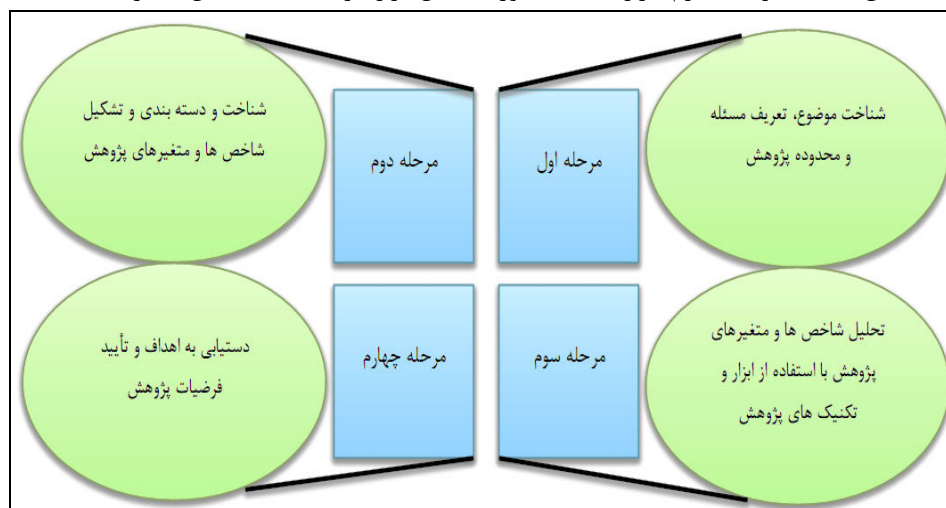 مرحله اول
شناخت موضوع، تعریف مسئله
و محدوده پژوهش
مرحله دوم
شناخت و دسته بندی و تشکیل
شاخص ها و متغیرهای پژوهش
مرحله سوم
تحلیل شاخص ها و متغیرهای
پژوهش با استفاده از ابزار و
تکنیک های پژوهش
مرحله چهارم
دستیابی به اهداف و تأیید
فرضیات پژوهش